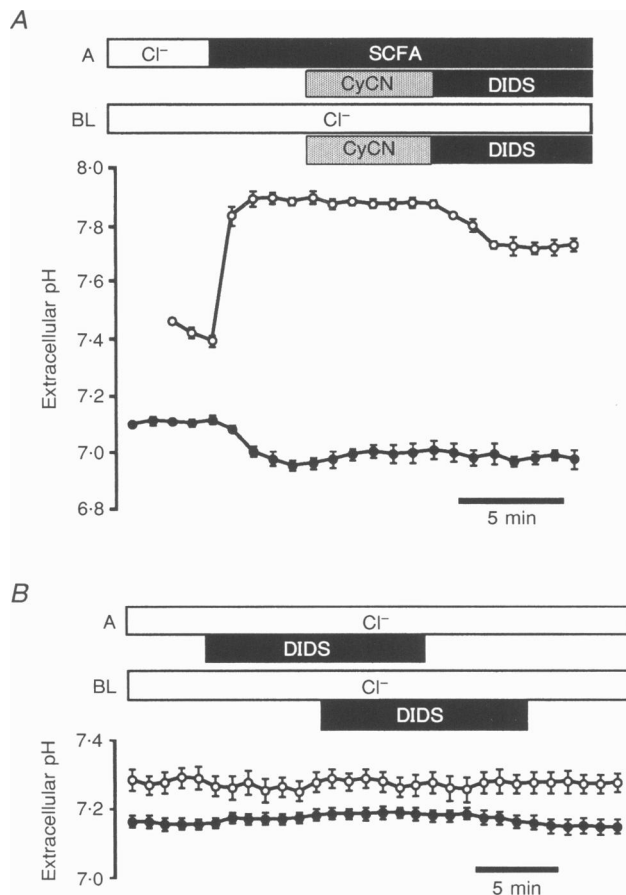 A
A Cl⁻ SCFA
CyCN DIDS
BL Cl⁻
CyCN DIDS
8·0
7·8
7·6
7·4
7·2
7·0
6·8
Extracellular pH
5 min
B
A Cl⁻
DIDS
BL Cl⁻
DIDS
7·4
7·2
7·0
Extracellular pH
5 min